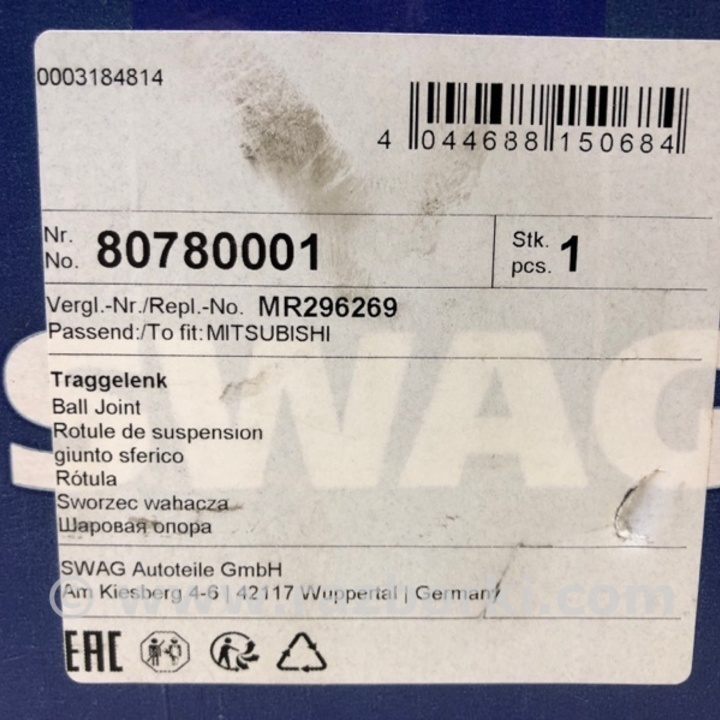 0003184814
4 044688 150684
Nr.
No. 80780001
Stk.
pcs. 1
Vergl.-Nr./Repl.-No. MR296269
Passend:/To fit: MITSUBISHI
SWAG
Traggelenk
Ball Joint
Rotule de suspension
giunto sferico
Rótula
Sworzec wahacza
Шаровая опора
SWAG Autoteile GmbH
Am Kiesberg 4-6 | 42117 Wuppertal | Germany
EAC